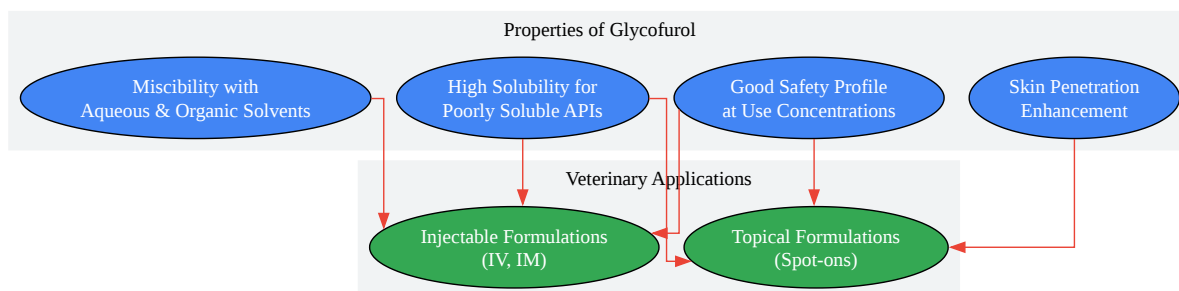 Properties of Glycofurol
Miscibility with
Aqueous & Organic Solvents
High Solubility for
Poorly Soluble APIs
Good Safety Profile
at Use Concentrations
Skin Penetration
Enhancement
Veterinary Applications
Injectable Formulations
(IV, IM)
Topical Formulations
(Spot-ons)